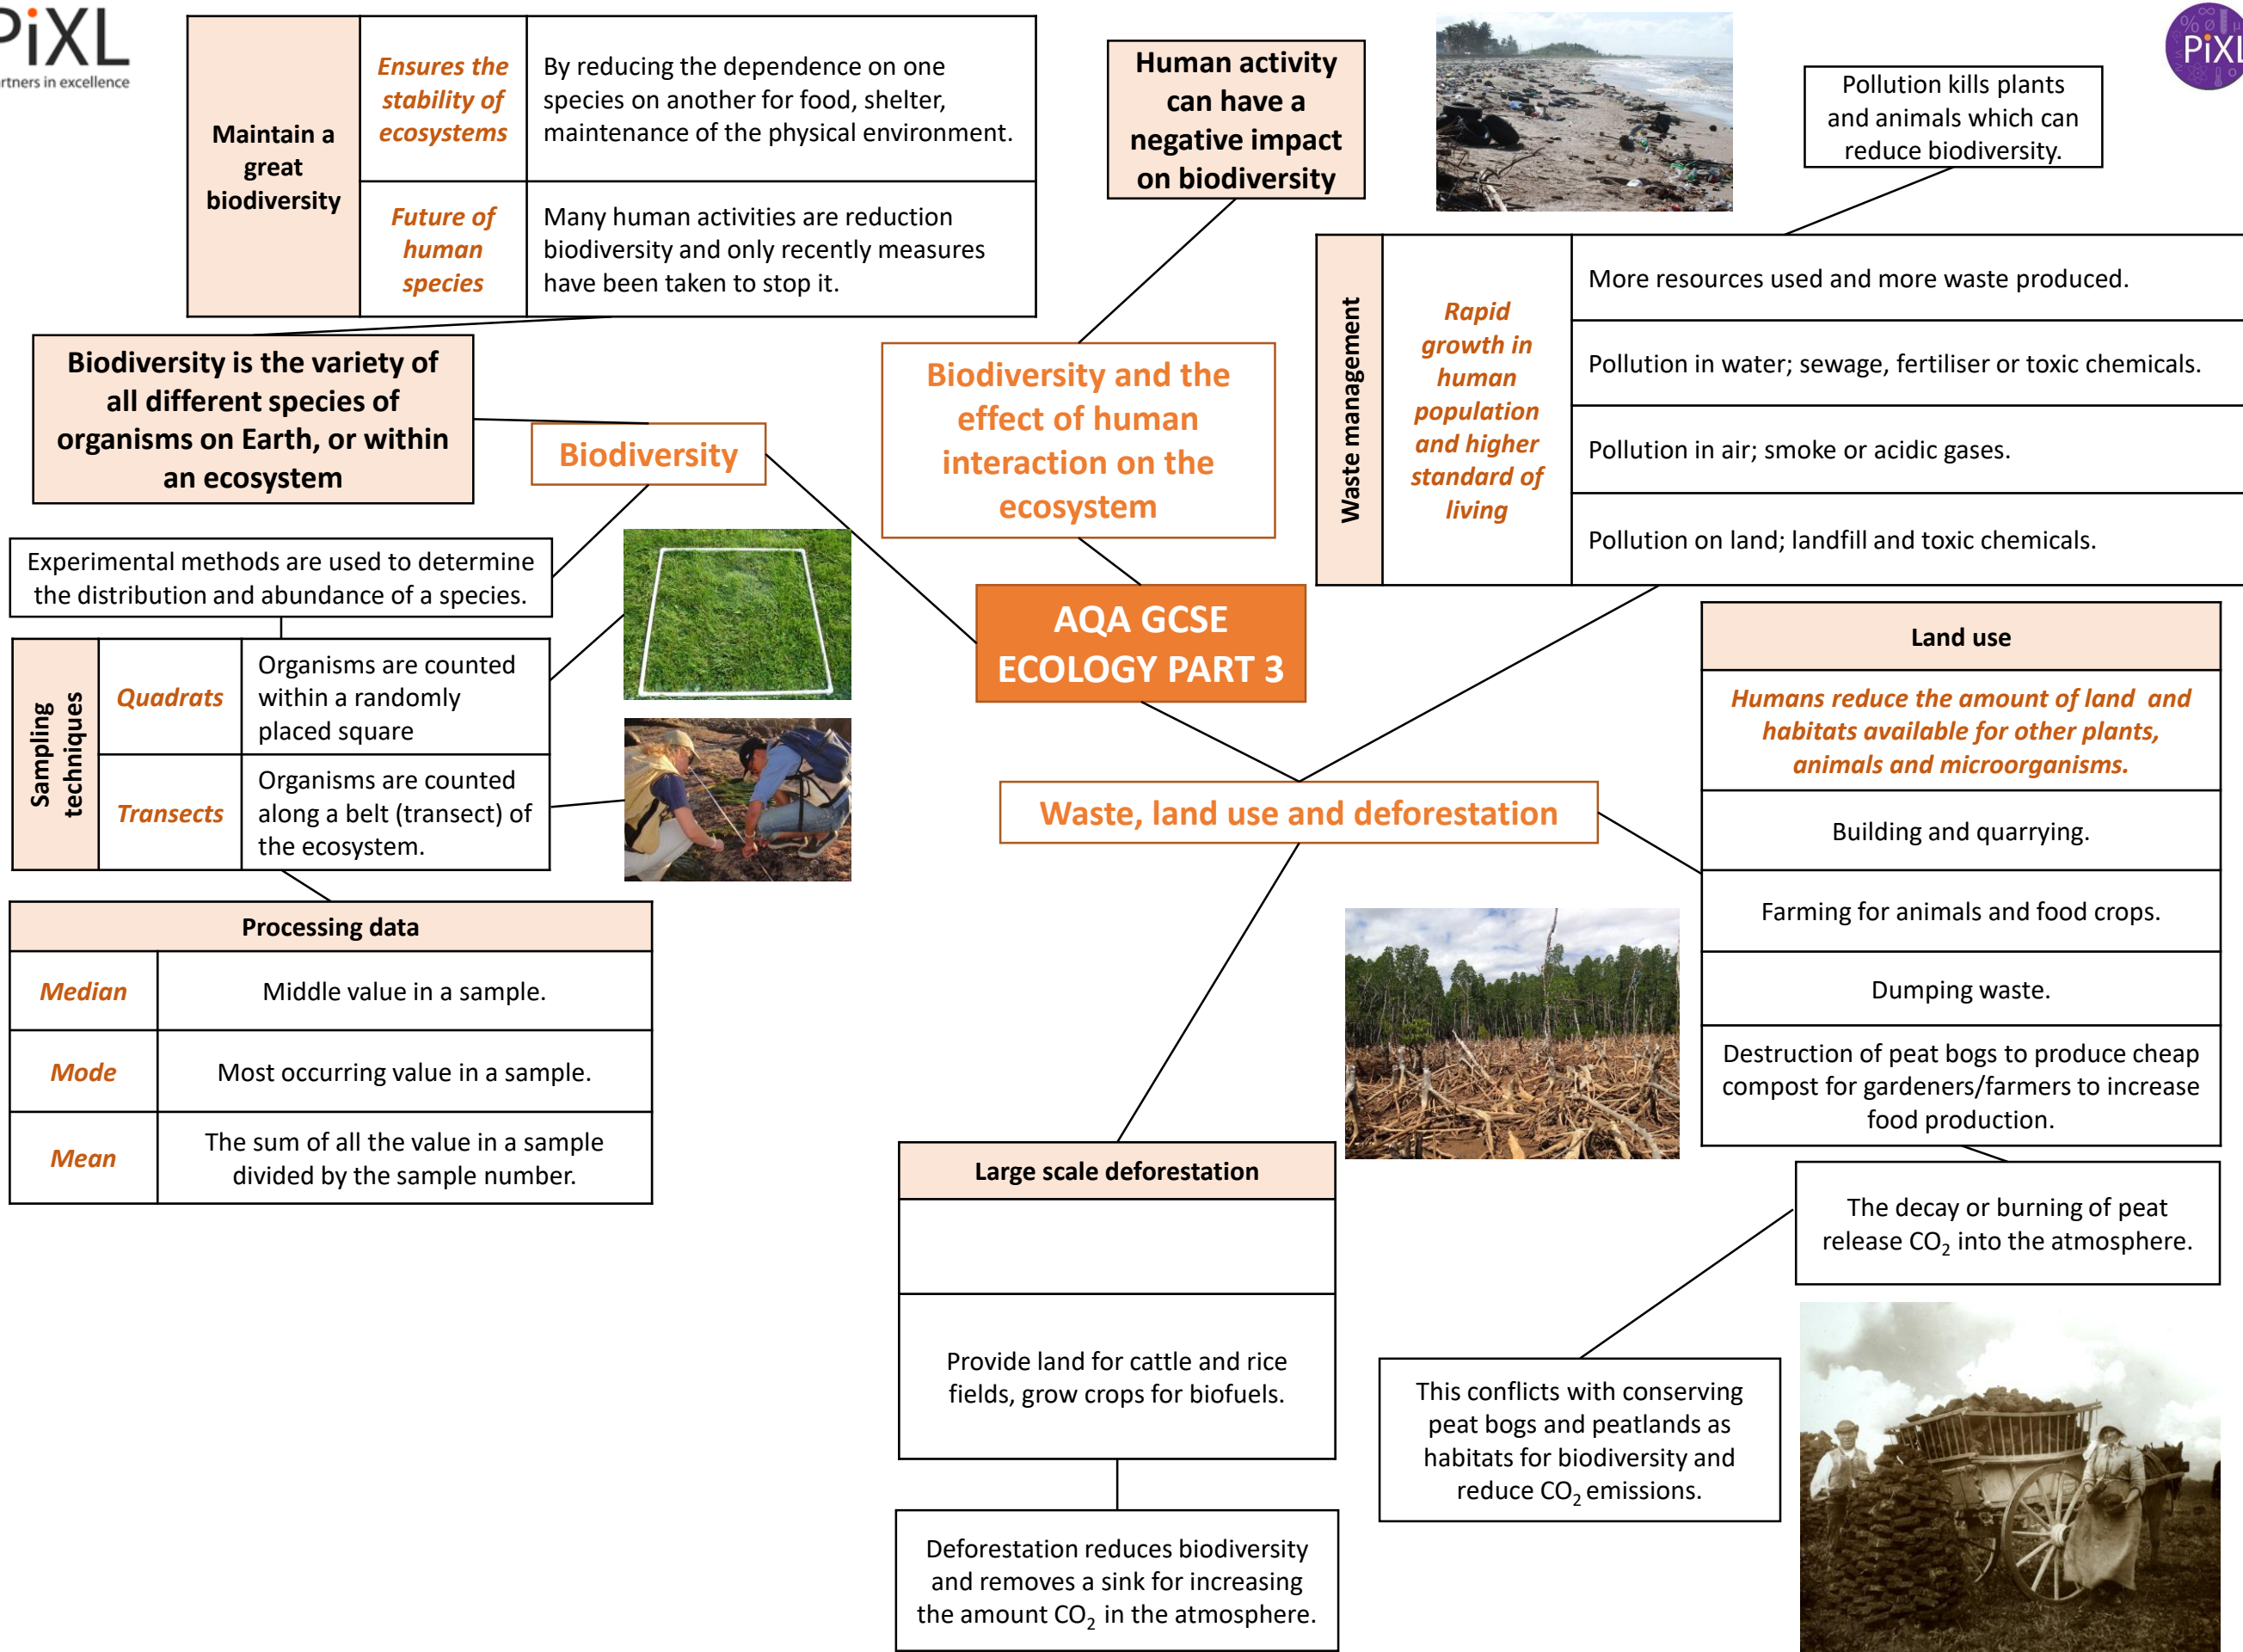 PiXL
partners in excellence
Maintain a
great
biodiversity
Ensures the
stability of
ecosystems
By reducing the dependence on one
species on another for food, shelter,
maintenance of the physical environment.
Future of
human
species
Many human activities are reduction
biodiversity and only recently measures
have been taken to stop it.
Human activity
can have a
negative impact
on biodiversity
PiXL
Pollution kills plants
and animals which can
reduce biodiversity.
Waste management
Rapid
growth in
human
population
and higher
standard of
living
More resources used and more waste produced.
Pollution in water; sewage, fertiliser or toxic chemicals.
Pollution in air; smoke or acidic gases.
Pollution on land; landfill and toxic chemicals.
Biodiversity is the variety of
all different species of
organisms on Earth, or within
an ecosystem
Biodiversity
Biodiversity and the
effect of human
interaction on the
ecosystem
Experimental methods are used to determine
the distribution and abundance of a species.
Sampling
techniques
Quadrats
Organisms are counted
within a randomly
placed square
Transects
Organisms are counted
along a belt (transect) of
the ecosystem.
AQA GCSE
ECOLOGY PART 3
Waste, land use and deforestation
Land use
Humans reduce the amount of land and
habitats available for other plants,
animals and microorganisms.
Building and quarrying.
Farming for animals and food crops.
Dumping waste.
Destruction of peat bogs to produce cheap
compost for gardeners/farmers to increase
food production.
Processing data
Median
Middle value in a sample.
Mode
Most occurring value in a sample.
Mean
The sum of all the value in a sample
divided by the sample number.
Large scale deforestation
Provide land for cattle and rice
fields, grow crops for biofuels.
Deforestation reduces biodiversity
and removes a sink for increasing
the amount CO₂ in the atmosphere.
The decay or burning of peat
release CO₂ into the atmosphere.
This conflicts with conserving
peat bogs and peatlands as
habitats for biodiversity and
reduce CO₂ emissions.